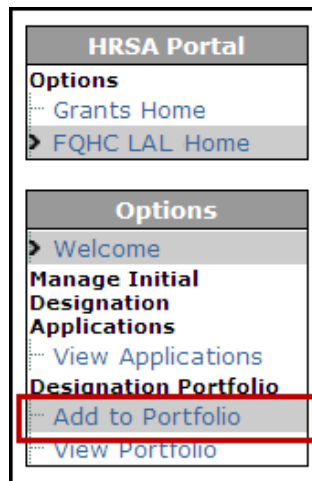 HRSA Portal
Options
Grants Home
FQHC LAL Home
Options
Welcome
Manage Initial
Designation
Applications
View Applications
Designation Portfolio
Add to Portfolio
View Portfolio